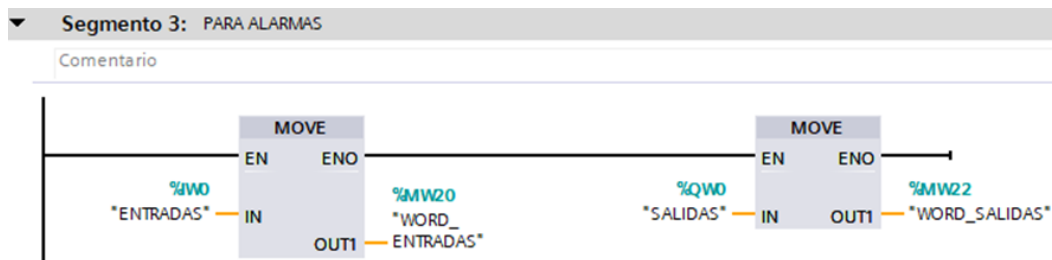 Segmento 3: PARA ALARMAS
Comentario
MOVE
EN ENO
%IW0
"ENTRADAS"
IN
OUT1
%MW20
"WORD_
ENTRADAS"
MOVE
EN ENO
%QW0
"SALIDAS"
IN
OUT1
%MW22
"WORD_SALIDAS"